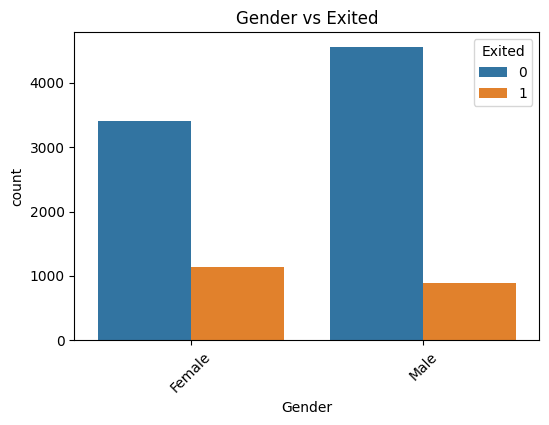 Gender vs Exited
Exited
0
1
count
4000
3000
2000
1000
0
Female
Male
Gender